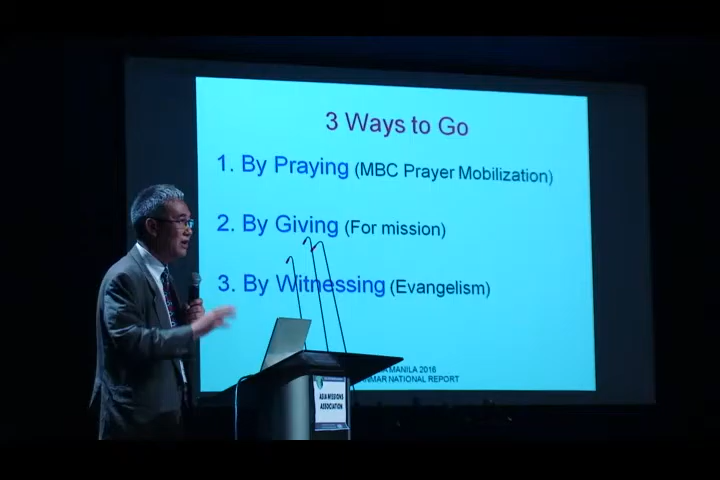 3 Ways to Go
1. By Praying (MBC Prayer Mobilization)
2. By Giving (For mission)
3. By Witnessing (Evangelism)
MANILA 2016
NATIONAL REPORT
ASIA MISSIONS
ASSOCIATION